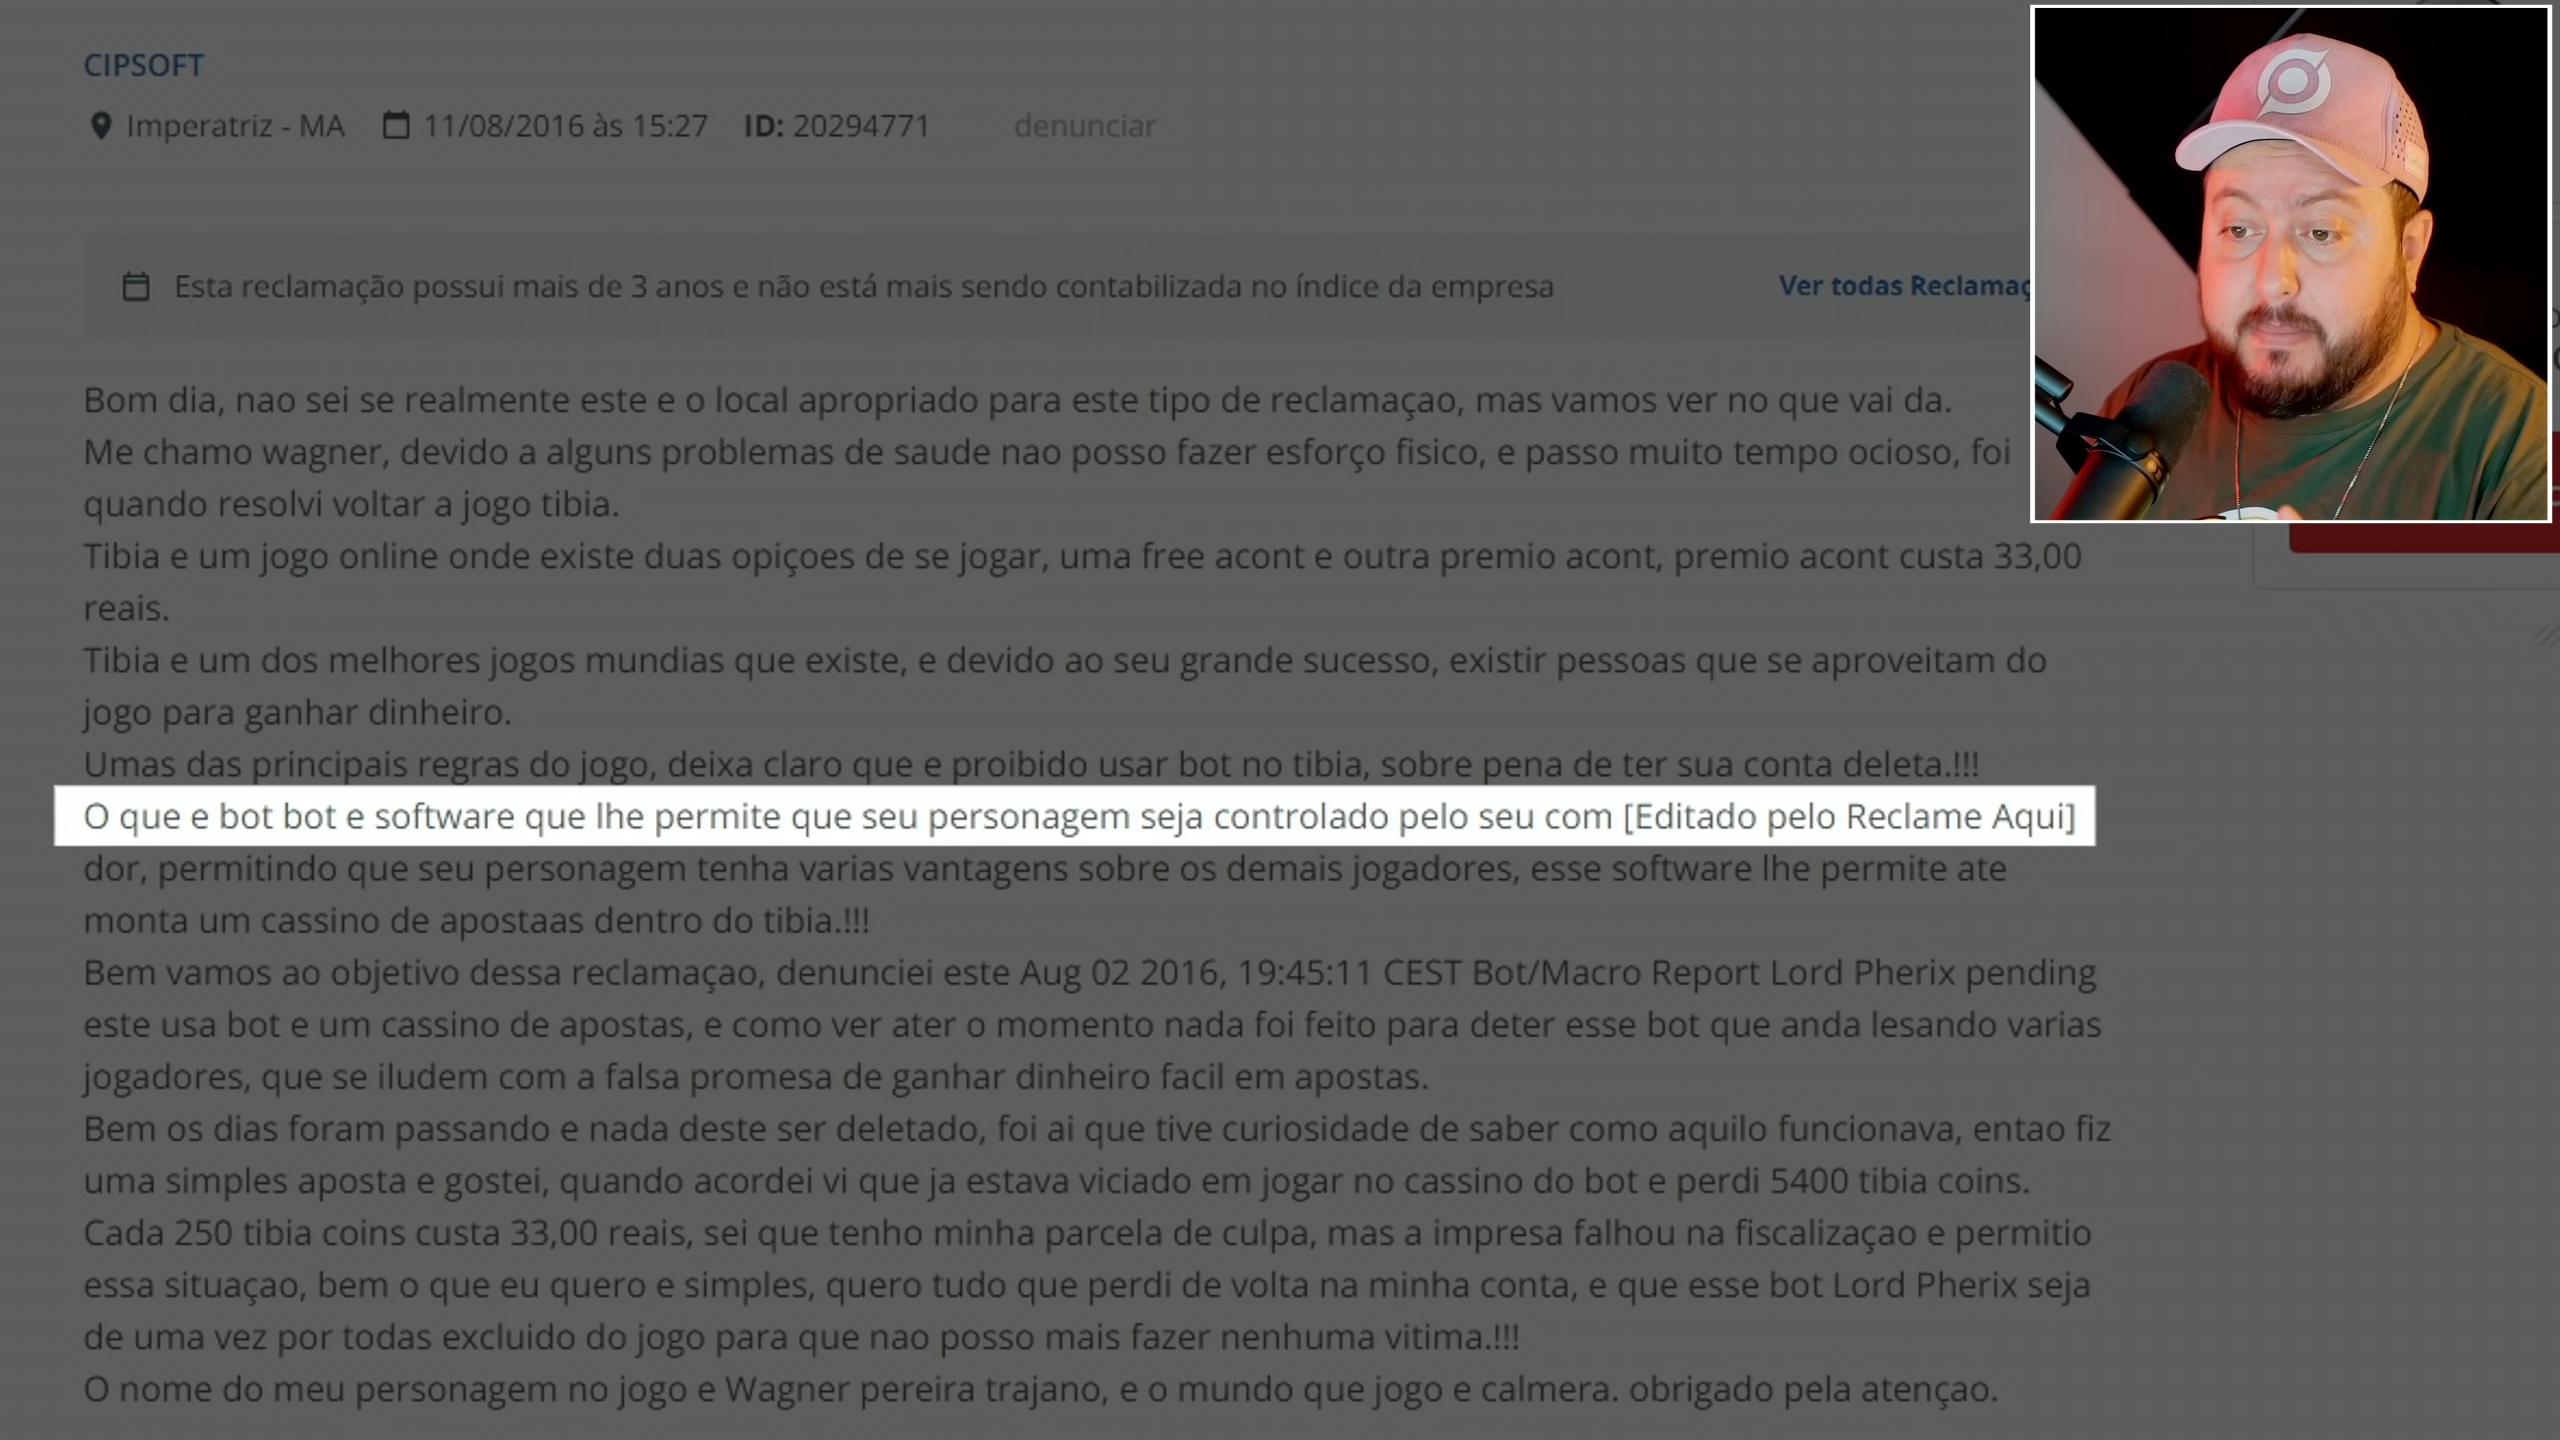 CIPSOFT
Imperatriz - MA 11/08/2016 às 15:27 ID: 20294771 denunciar
Esta reclamação possui mais de 3 anos e não está mais sendo contabilizada no índice da empresa Ver todas
Bom dia, nao sei se realmente este e o local apropriado para este tipo de reclamaçao, mas vamos ver no que vai da.
Me chamo wagner, devido a alguns problemas de saude nao posso fazer esforço fisico, e passo muito tempo ocioso, foi
quando resolvi voltar a jogo tibia.
Tibia e um jogo online onde existe duas opiçoes de se jogar, uma free acont e outra premio acont, premio acont custa 33,00
reais.
Tibia e um dos melhores jogos mundias que existe, e devido ao seu grande sucesso, existir pessoas que se aproveitam do
jogo para ganhar dinheiro.
Umas das principais regras do jogo, deixa claro que e proibido usar bot no tibia, sobre pena de ter sua conta deleta.!!!
O que e bot bot e software que lhe permite que seu personagem seja controlado pelo seu com [Editado pelo Reclame Aqui]
dor, permitindo que seu personagem tenha varias vantagens sobre os demais jogadores, esse software lhe permite ate
monta um cassino de apostaas dentro do tibia.!!!
Bem vamos ao objetivo dessa reclamaçao, denunciei este Aug 02 2016, 19:45:11 CEST Bot/Macro Report Lord Pherix pending
este usa bot e um cassino de apostas, e como ver ater o momento nada foi feito para deter esse bot que anda lesando varias
jogadores, que se iludem com a falsa promesa de ganhar dinheiro facil em apostas.
Bem os dias foram passando e nada deste ser deletado, foi ai que tive curiosidade de saber como aquilo funcionava, entao fiz
uma simples aposta e gostei, quando acordei vi que ja estava viciado em jogar no cassino do bot e perdi 5400 tibia coins.
Cada 250 tibia coins custa 33,00 reais, sei que tenho minha parcela de culpa, mas a impresa falhou na fiscalizaçao e permitio
essa situaçao, bem o que eu quero e simples, quero tudo que perdi de volta na minha conta, e que esse bot Lord Pherix seja
de uma vez por todas excluido do jogo para que nao posso mais fazer nenhuma vitima.!!!
O nome do meu personagem no jogo e Wagner pereira trajano, e o mundo que jogo e calmera. obrigado pela atençao.